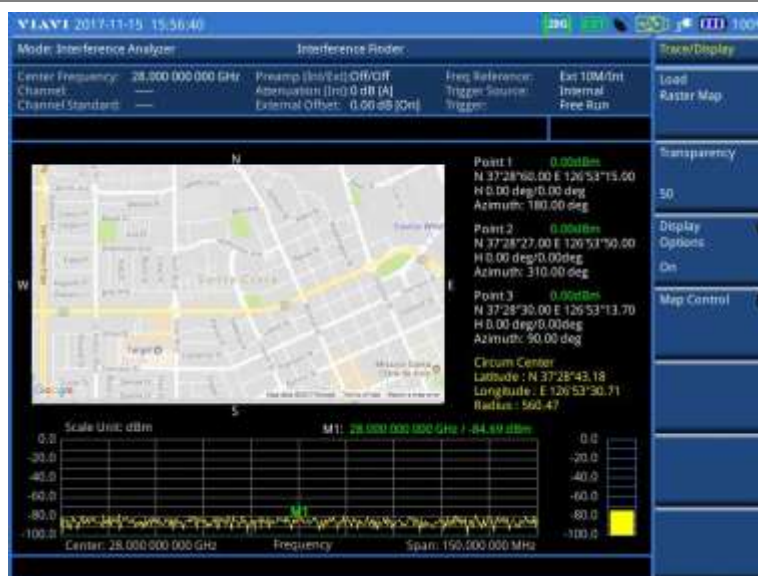 VIAVI 2017-11-15 15:56:40
100%
Mode: Interference Analyzer
Interference Finder
Trace/Display
Center Frequency: 28.000 000 000 GHz
Channel: ----
Channel Standard: ----
Preamp (Int/Ext): Off/Off
Attenuation (Int): 0 dB [A]
External Offset: 0.00 dB [On]
Freq Reference: Ext 10M/Int
Trigger Source: Internal
Trigger: Free Run
Load
Raster Map
Transparency
50
Display
Options
On
Map Control
N
W
E
S
Santa Clara
Target
Google
Point 1 0.00dBm
N 37°28"60.00 E 126°53"15.00
H 0.00 deg/0.00 deg
Azimuth: 180.00 deg
Point 2 0.00dBm
N 37°28"27.00 E 126°53"50.00
H 0.00 deg/0.00deg
Azimuth: 310.00 deg
Point 3 0.00dBm
N 37°28"30.00 E 126°53"13.70
H 0.00 deg/0.00deg
Azimuth: 90.00 deg
Circum Center
Latitude : N 37°28"43.18
Longitude : E 126°53"30.71
Radius : 560.47
Scale Unit: dBm
M1: 28.000 000 000 GHz / -84.69 dBm
0.0
-20.0
-40.0
-60.0
-80.0
-100.0
M1
0.0
-20.0
-40.0
-60.0
-80.0
-100.0
Center: 28.000 000 000 GHz
Frequency
Span: 150.000 000 MHz